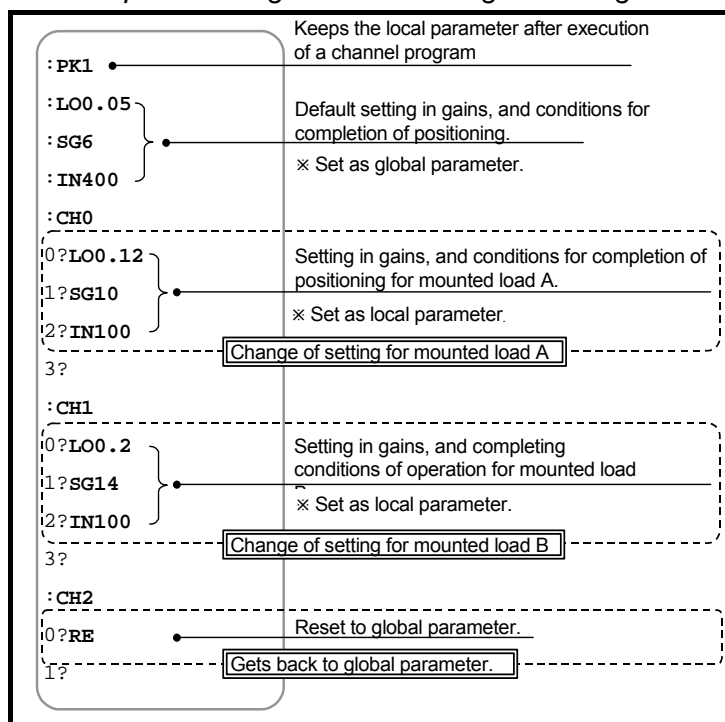 Keeps the local parameter after execution
of a channel program
:PK1
:LO0.05
:SG6
:IN400
Default setting in gains, and conditions for
completion of positioning.
※ Set as global parameter.
:CH0
0?LO0.12
1?SG10
2?IN100
Setting in gains, and conditions for completion of
positioning for mounted load A.
※ Set as local parameter.
Change of setting for mounted load A
3?
:CH1
0?LO0.2
1?SG14
2?IN100
Setting in gains, and completing
conditions of operation for mounted load
※ Set as local parameter.
Change of setting for mounted load B
3?
:CH2
0?RE
Reset to global parameter.
Gets back to global parameter.
1?